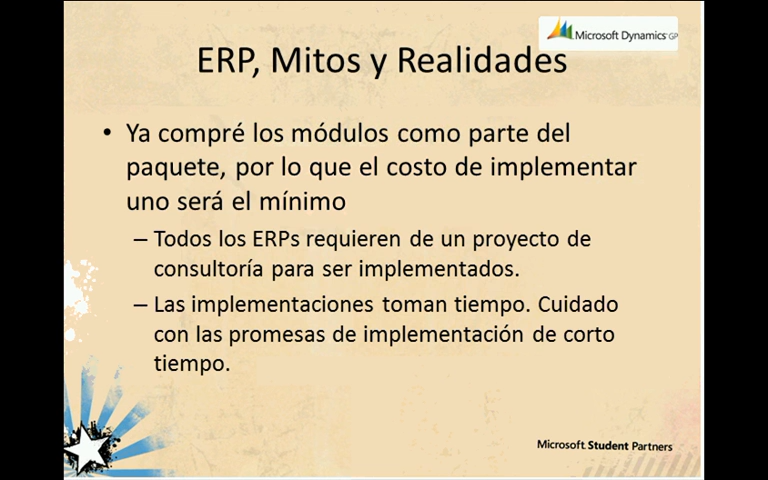 Microsoft Dynamics GP
ERP, Mitos y Realidades
• Ya compré los módulos como parte del
paquete, por lo que el costo de implementar
uno será el mínimo
– Todos los ERPs requieren de un proyecto de
consultoría para ser implementados.
– Las implementaciones toman tiempo. Cuidado
con las promesas de implementación de corto
tiempo.
Microsoft Student Partners